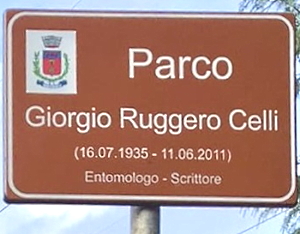 Parco
Giorgio Ruggero Celli
(16.07.1935 - 11.06.2011)
Entomologo - Scrittore